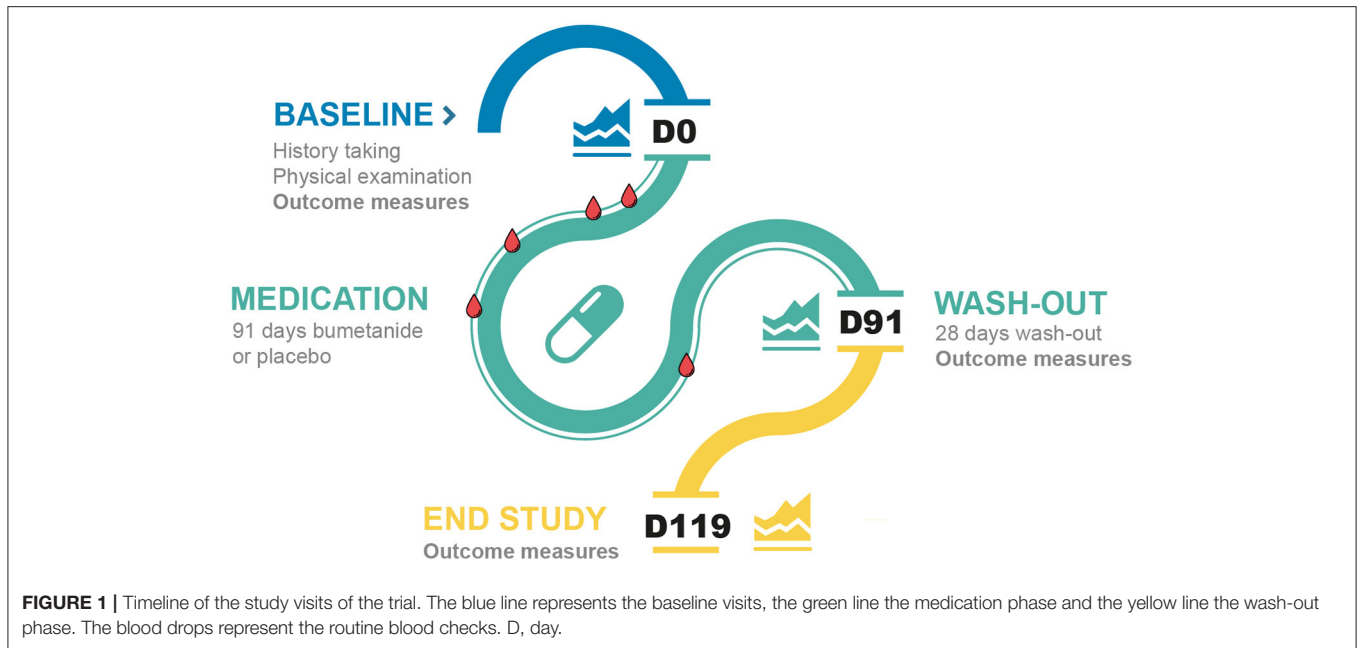 BASELINE >
History taking
Physical examination
Outcome measures
D0
MEDICATION
91 days bumetanide
or placebo
D91
WASH-OUT
28 days wash-out
Outcome measures
END STUDY
Outcome measures
D119
FIGURE 1 | Timeline of the study visits of the trial. The blue line represents the baseline visits, the green line the medication phase and the yellow line the wash-out
phase. The blood drops represent the routine blood checks. D, day.